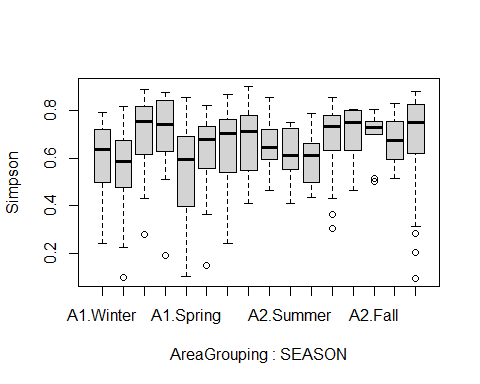 Simpson
0.8
0.6
0.4
0.2
A1.Winter A1.Spring A2.Summer A2.Fall
AreaGrouping : SEASON